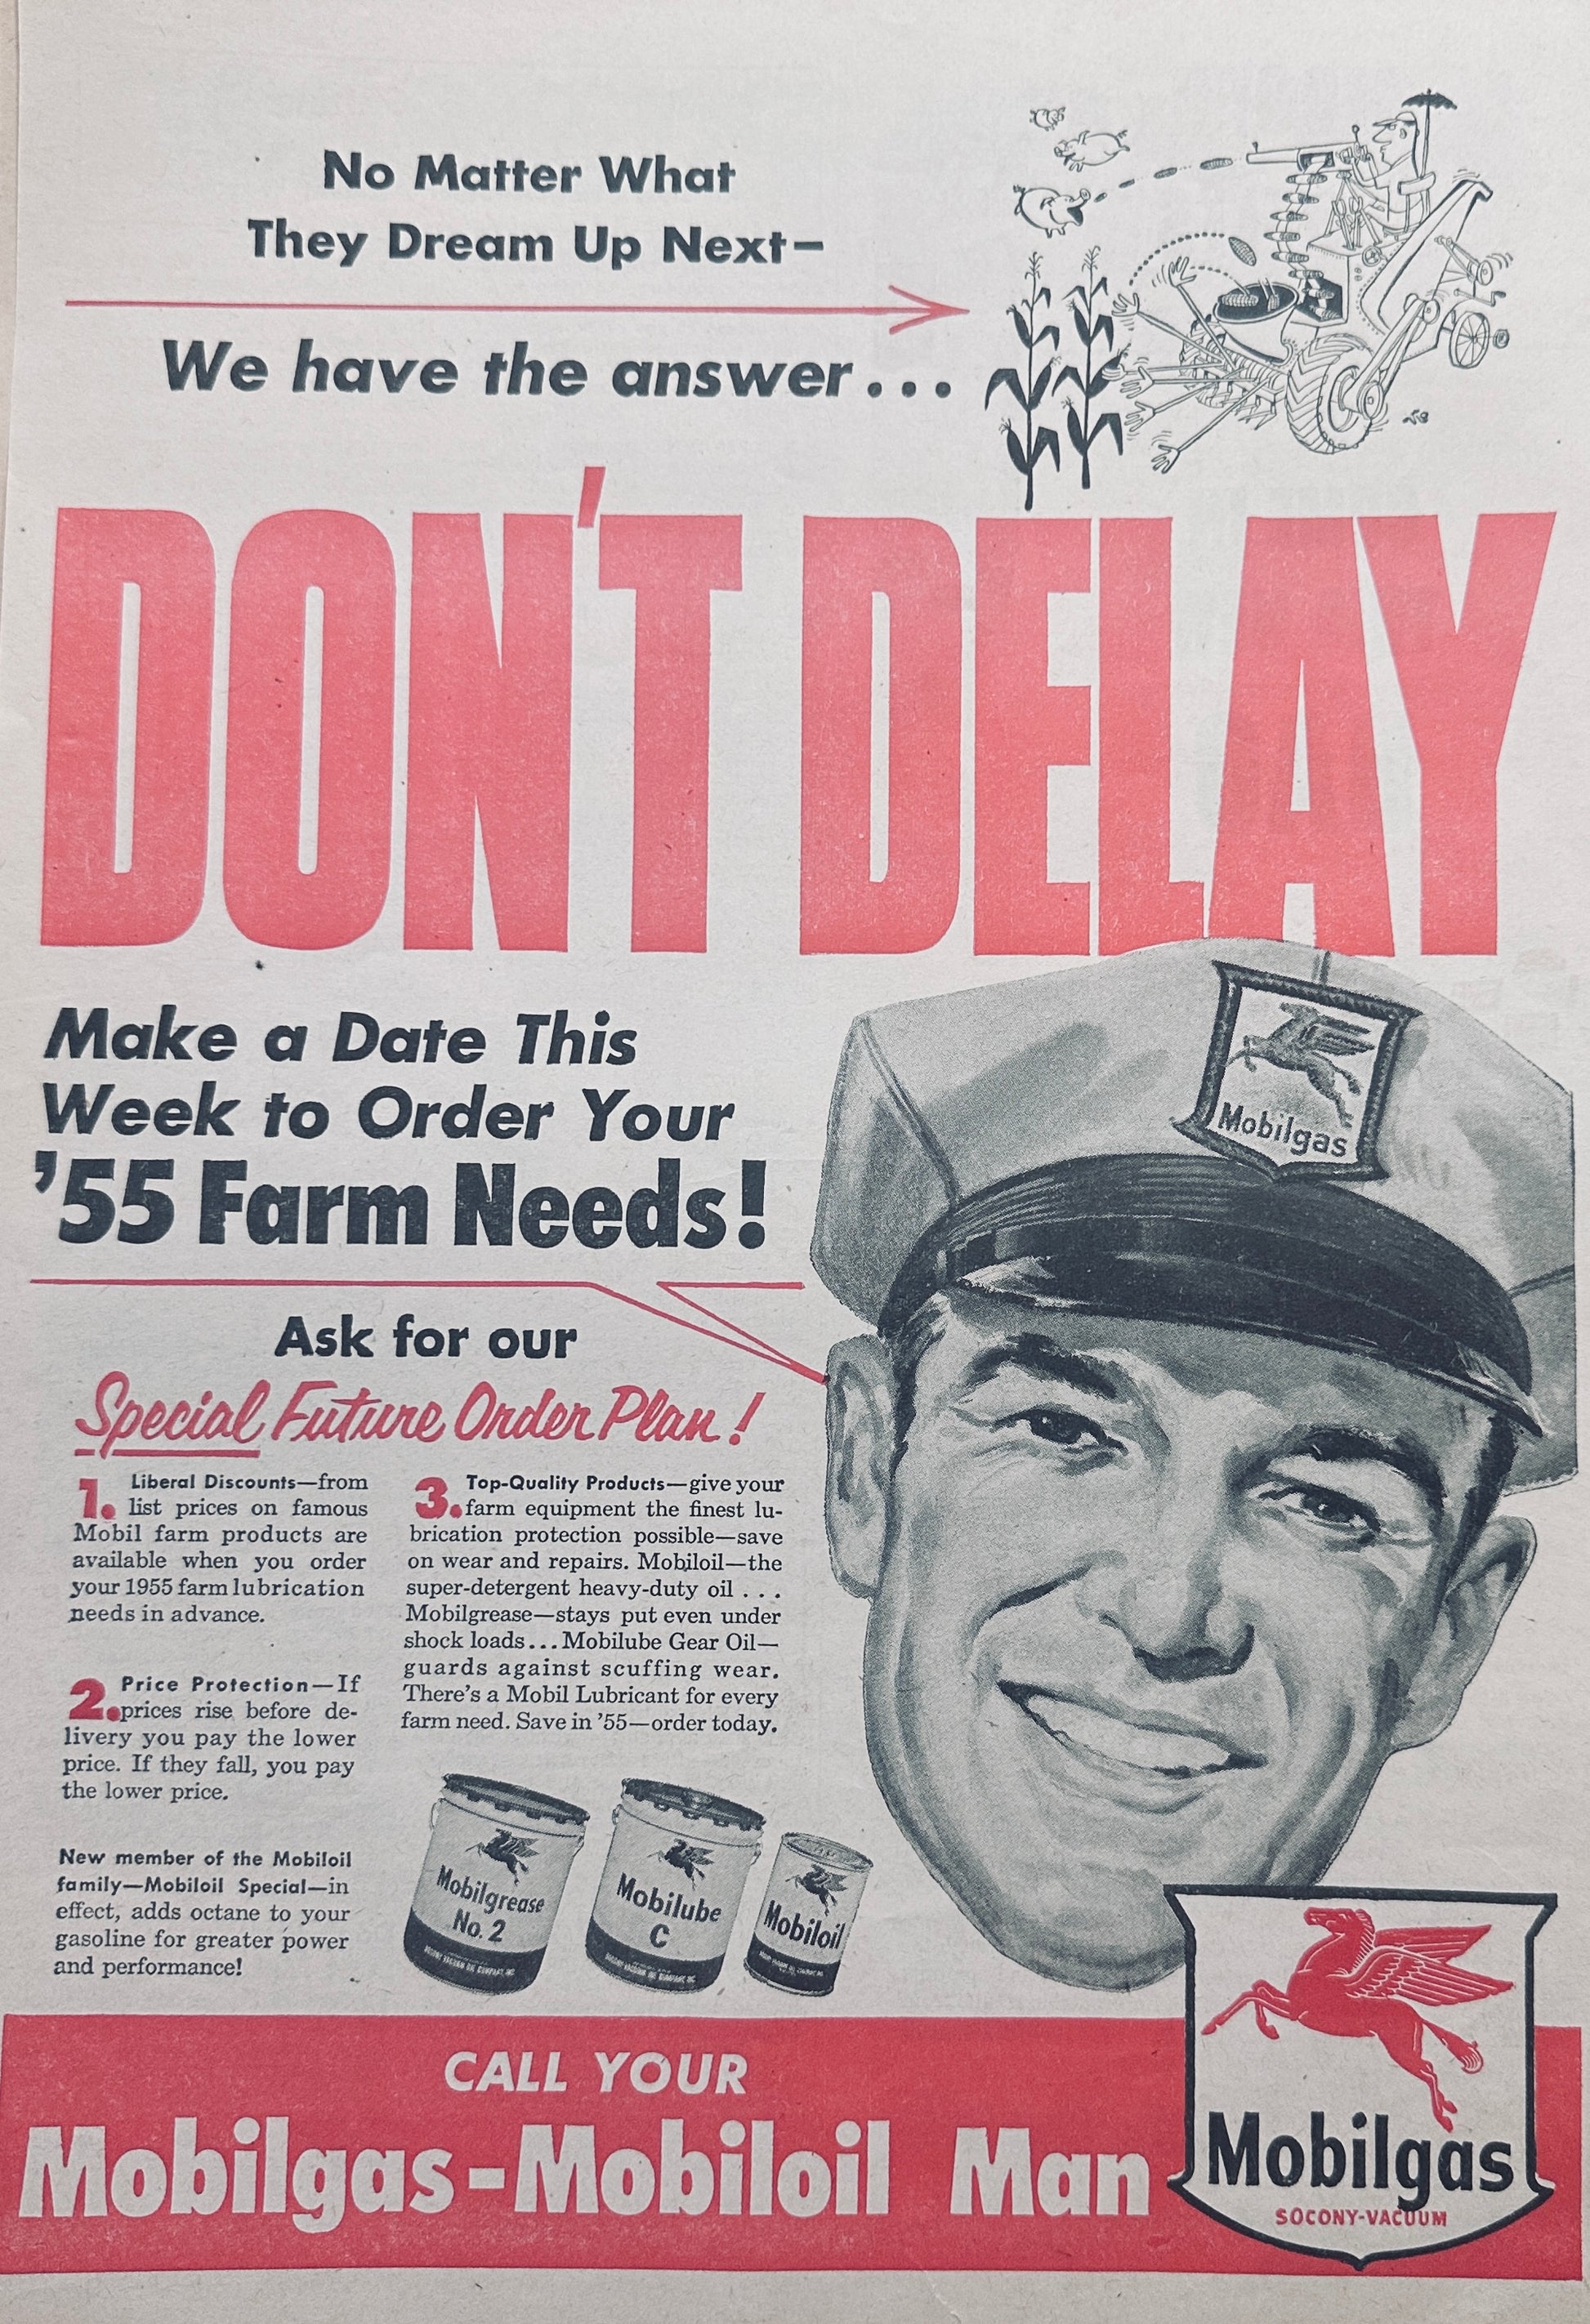 No Matter What
They Dream Up Next—
We have the answer...
DON'T DELAY
Mobilgas
Make a Date This
Week to Order Your
'55 Farm Needs!
Ask for our
Special Future Order Plan!
1. Liberal Discounts—from
list prices on famous
Mobil farm products are
available when you order
your 1955 farm lubrication
needs in advance.
2. Price Protection—If
prices rise before de-
livery you pay the lower
price. If they fall, you pay
the lower price.
New member of the Mobiloil
family—Mobiloil Special—in
effect, adds octane to your
gasoline for greater power
and performance!
3. Top-Quality Products—give your
farm equipment the finest lu-
brication protection possible—save
on wear and repairs. Mobiloil—the
super-detergent heavy-duty oil . . .
Mobilgrease—stays put even under
shock loads...Mobilube Gear Oil—
guards against scuffing wear.
There's a Mobil Lubricant for every
farm need. Save in '55—order today.
Mobilgrease
No. 2
Mobilube
C
Mobiloil
CALL YOUR
Mobilgas-Mobiloil Man
Mobilgas
SOCONY-VACUUM